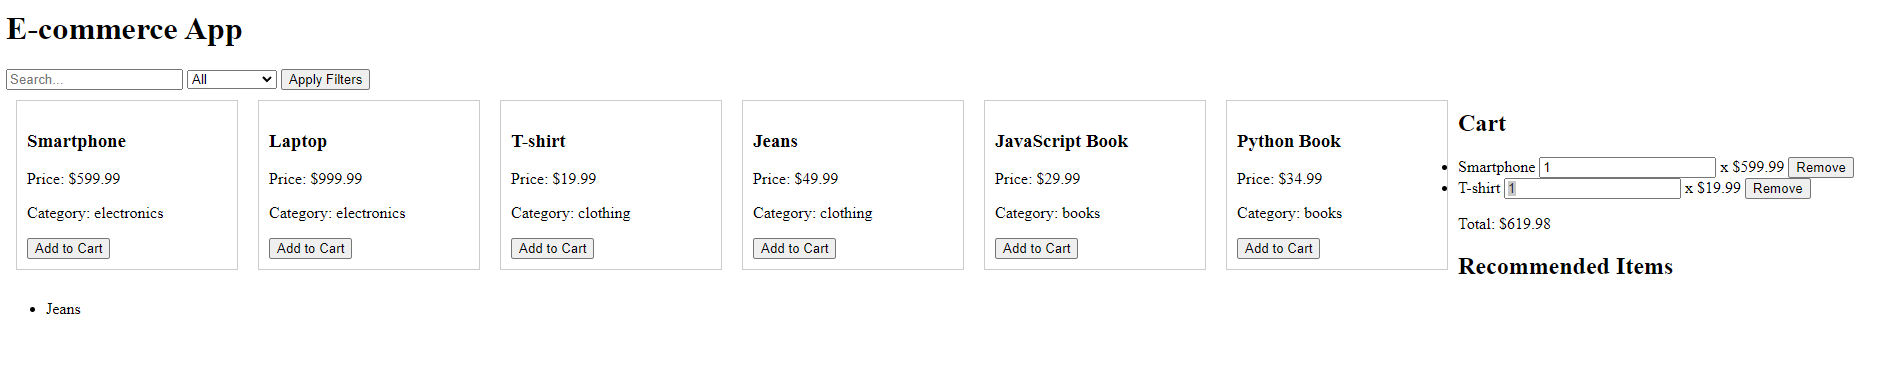 E-commerce App
Search... All Apply Filters
Smartphone
Price: $599.99
Category: electronics
Add to Cart
Laptop
Price: $999.99
Category: electronics
Add to Cart
T-shirt
Price: $19.99
Category: clothing
Add to Cart
Jeans
Price: $49.99
Category: clothing
Add to Cart
JavaScript Book
Price: $29.99
Category: books
Add to Cart
Python Book
Price: $34.99
Category: books
Add to Cart
Cart
Smartphone 1 x $599.99 Remove
T-shirt 1 x $19.99 Remove
Total: $619.98
Recommended Items
Jeans